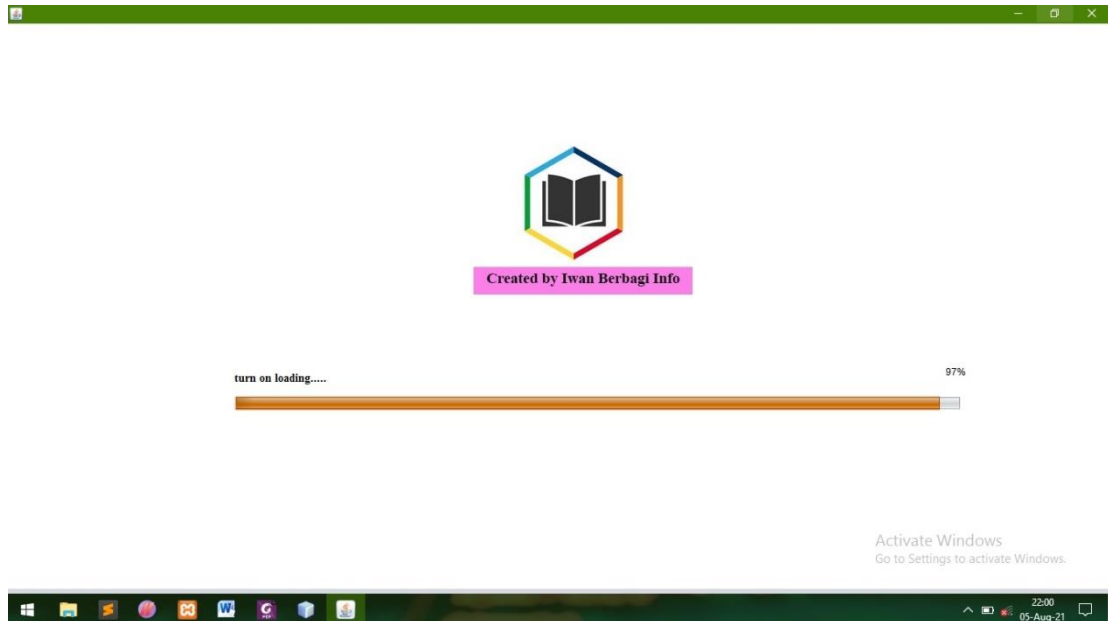 Created by Iwan Berbagi Info
turn on loading.....
97%
Activate Windows
Go to Settings to activate Windows.
22:00
05-Aug-21